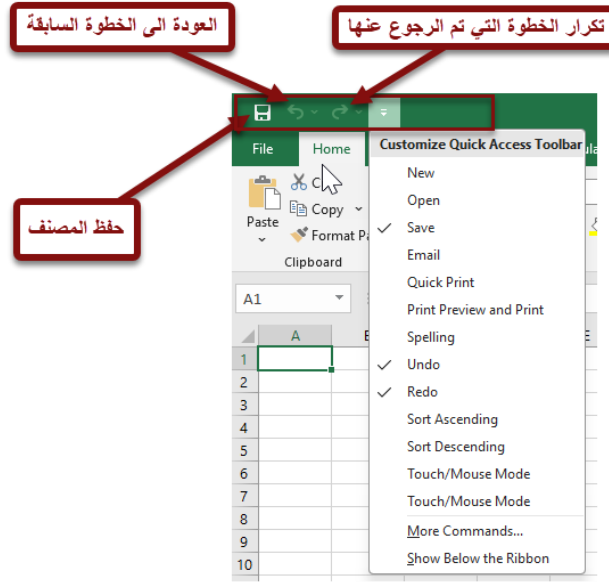 العودة الى الخطوة السابقة
تكرار الخطوة التي تم الرجوع عنها
حفظ المصنف
File
Home
Customize Quick Access Toolbar
New
Open
Save
Email
Quick Print
Print Preview and Print
Spelling
Undo
Redo
Sort Ascending
Sort Descending
Touch/Mouse Mode
Touch/Mouse Mode
More Commands...
Show Below the Ribbon
Paste
Copy
Format
Clipboard
A1
A
1
2
3
4
5
6
7
8
9
10